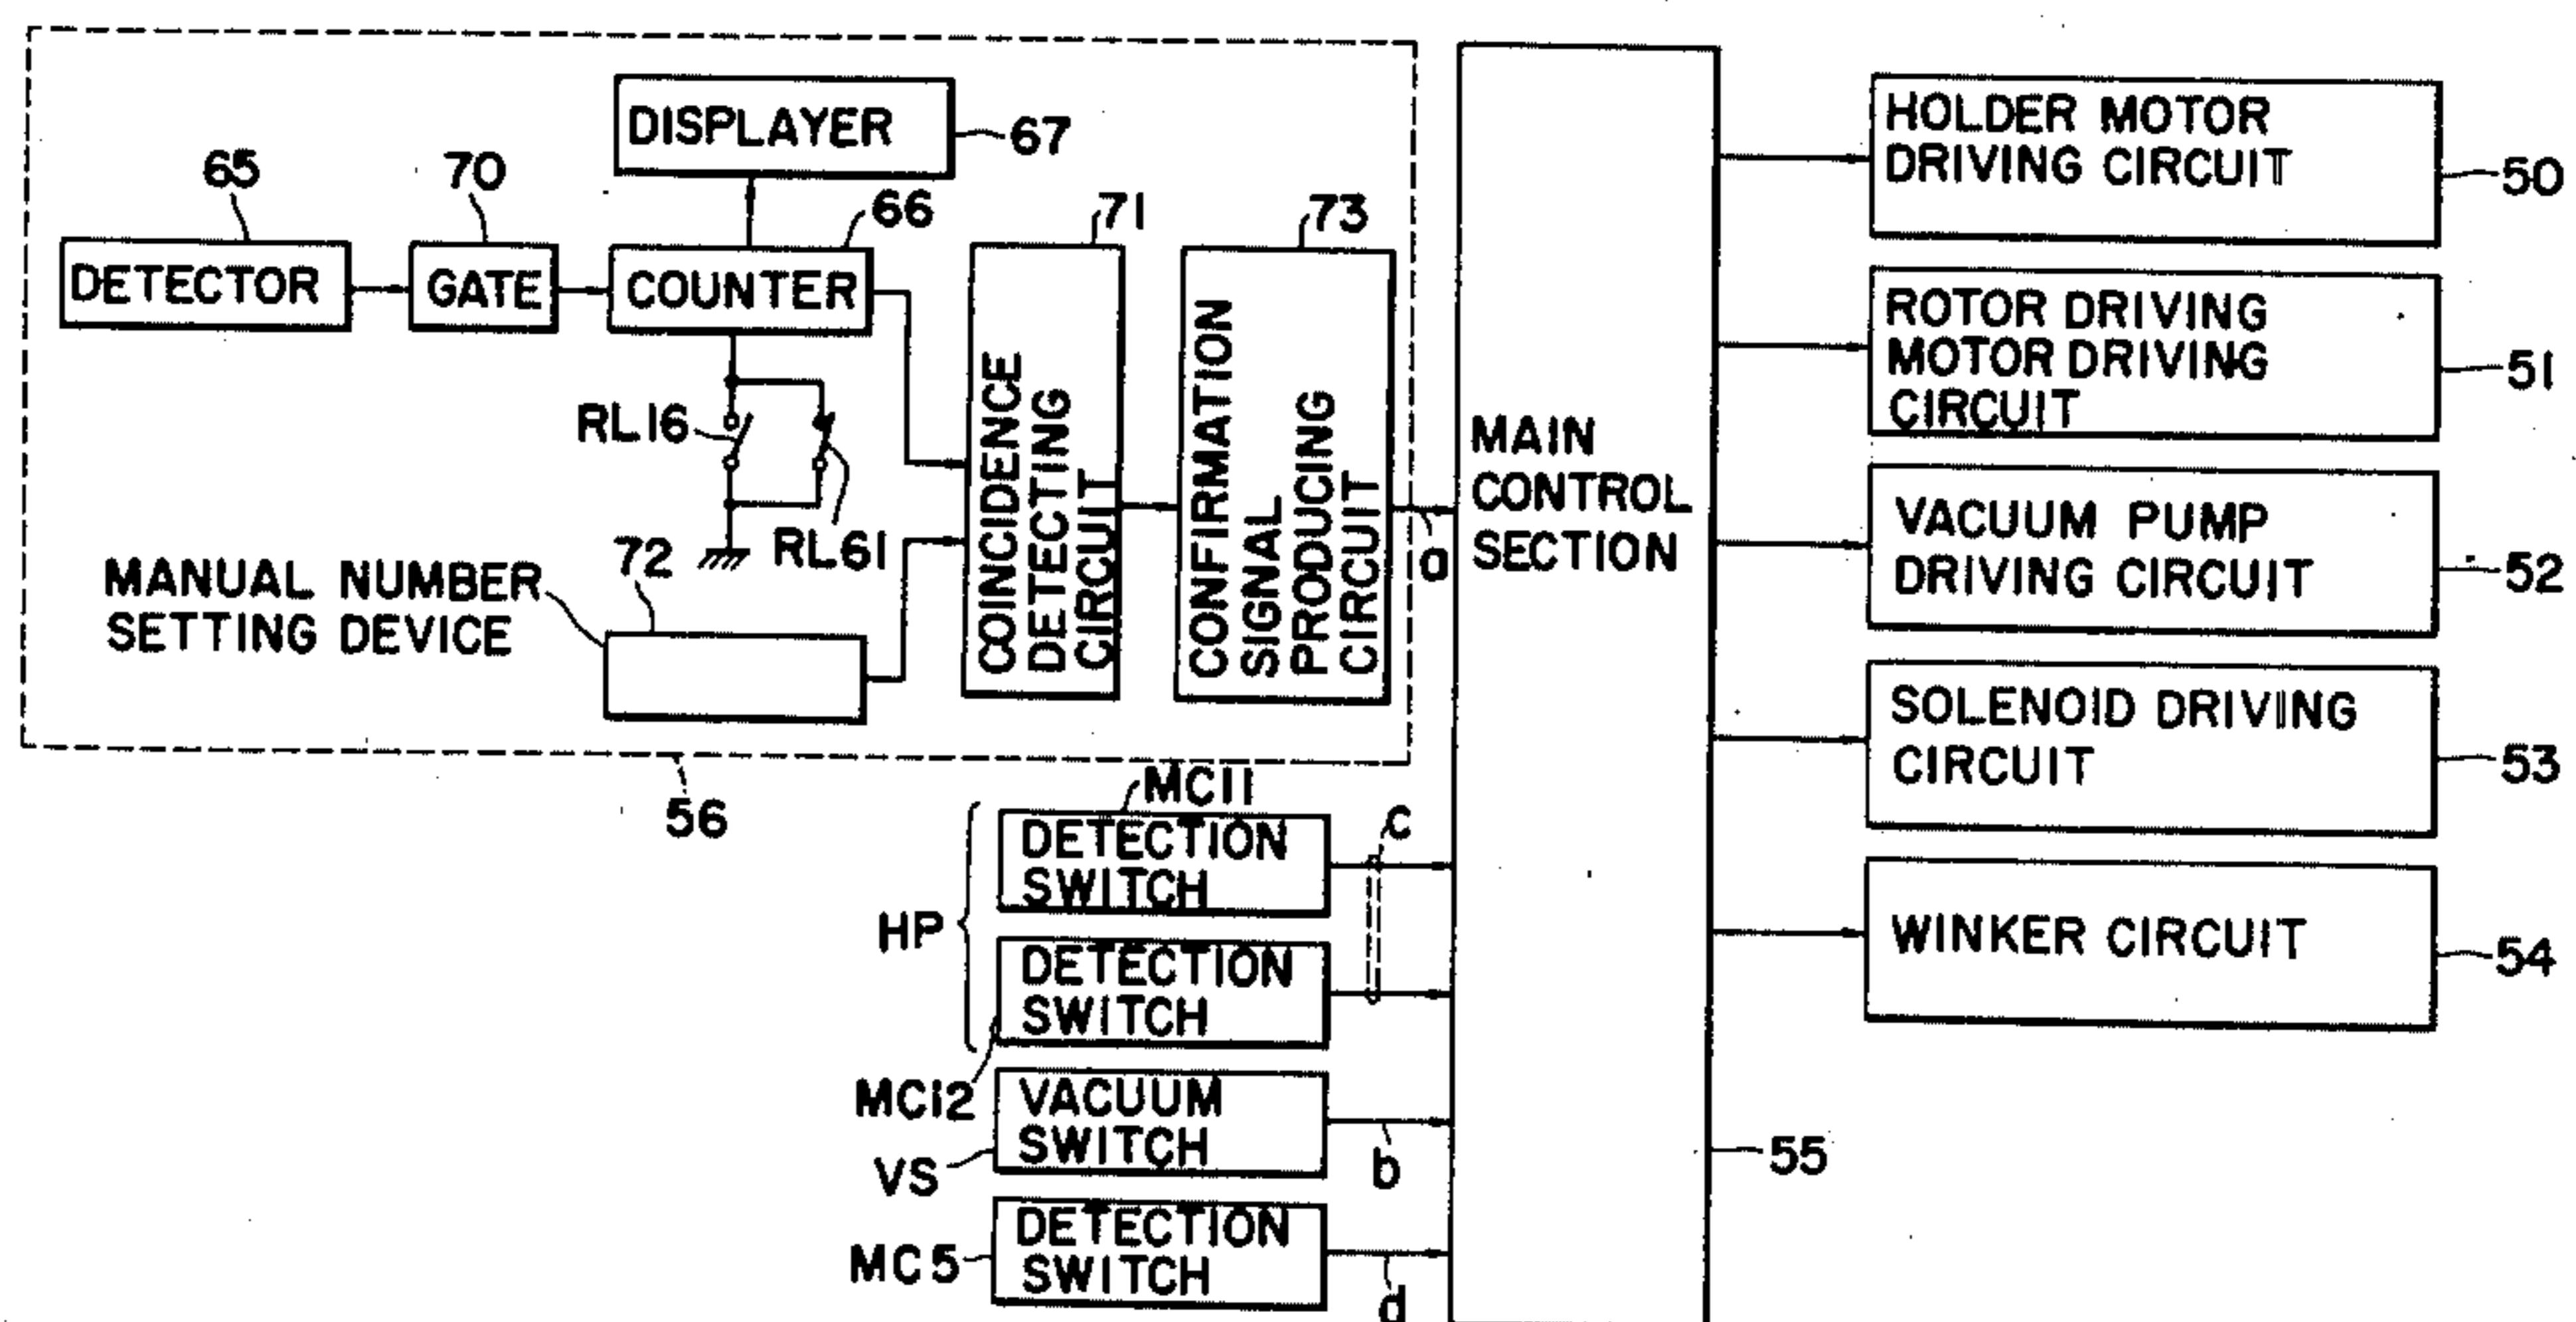 DISPLAYER
67
65
70
66
71
73
DETECTOR
GATE
COUNTER
COINCIDENCE
DETECTING
CIRCUIT
CONFIRMATION
SIGNAL
PRODUCING
CIRCUIT
RL16
RL61
MANUAL NUMBER
SETTING DEVICE
72
a
56
MAIN
CONTROL
SECTION
HOLDER MOTOR
DRIVING CIRCUIT
50
ROTOR DRIVING
MOTOR DRIVING
CIRCUIT
51
VACUUM PUMP
DRIVING CIRCUIT
52
SOLENOID DRIVING
CIRCUIT
53
WINKER CIRCUIT
54
MC11
DETECTION
SWITCH
c
HP
DETECTION
SWITCH
MC12
VACUUM
SWITCH
VS
b
55
MC5
DETECTION
SWITCH
d